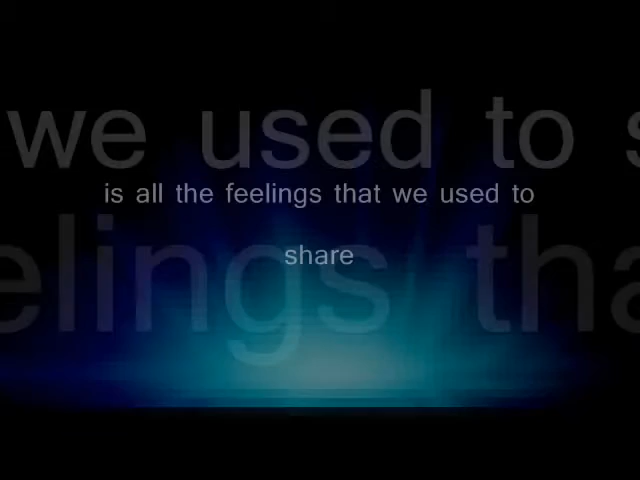 we used to s
is all the feelings that we used to
elings tha
share